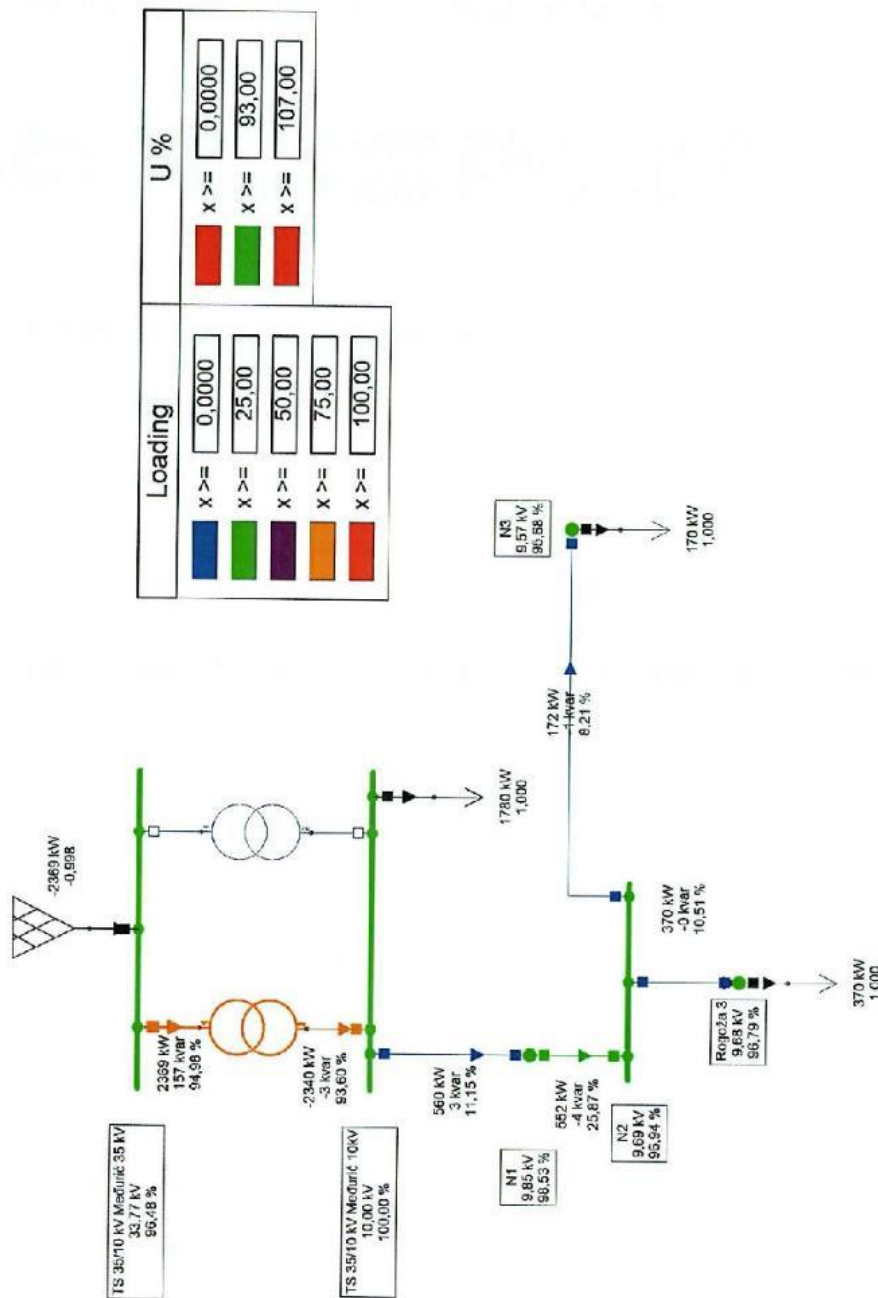 Loading
x >= 0,0000
x >= 25,00
x >= 50,00
x >= 75,00
x >= 100,00
U %
x >= 0,0000
x >= 93,00
x >= 107,00
-2369 kW
-0,998
TS 35/10 kV Međurić 35 kV
33,77 kV
96,48 %
2369 kW
157 kvar
94,98 %
-2340 kW
-3 kvar
93,60 %
TS 35/10 kV Međurić 10kV
10,00 kV
100,00 %
1780 kW
1,000
560 kW
3 kvar
11,15 %
N1
9,85 kV
98,53 %
552 kW
-4 kvar
25,87 %
N2
9,69 kV
96,94 %
172 kW
-1 kvar
8,21 %
N3
9,57 kV
95,68 %
170 kW
1,000
370 kW
-0 kvar
10,51 %
Rogoža 3
9,68 kV
96,79 %
370 kW
1,000